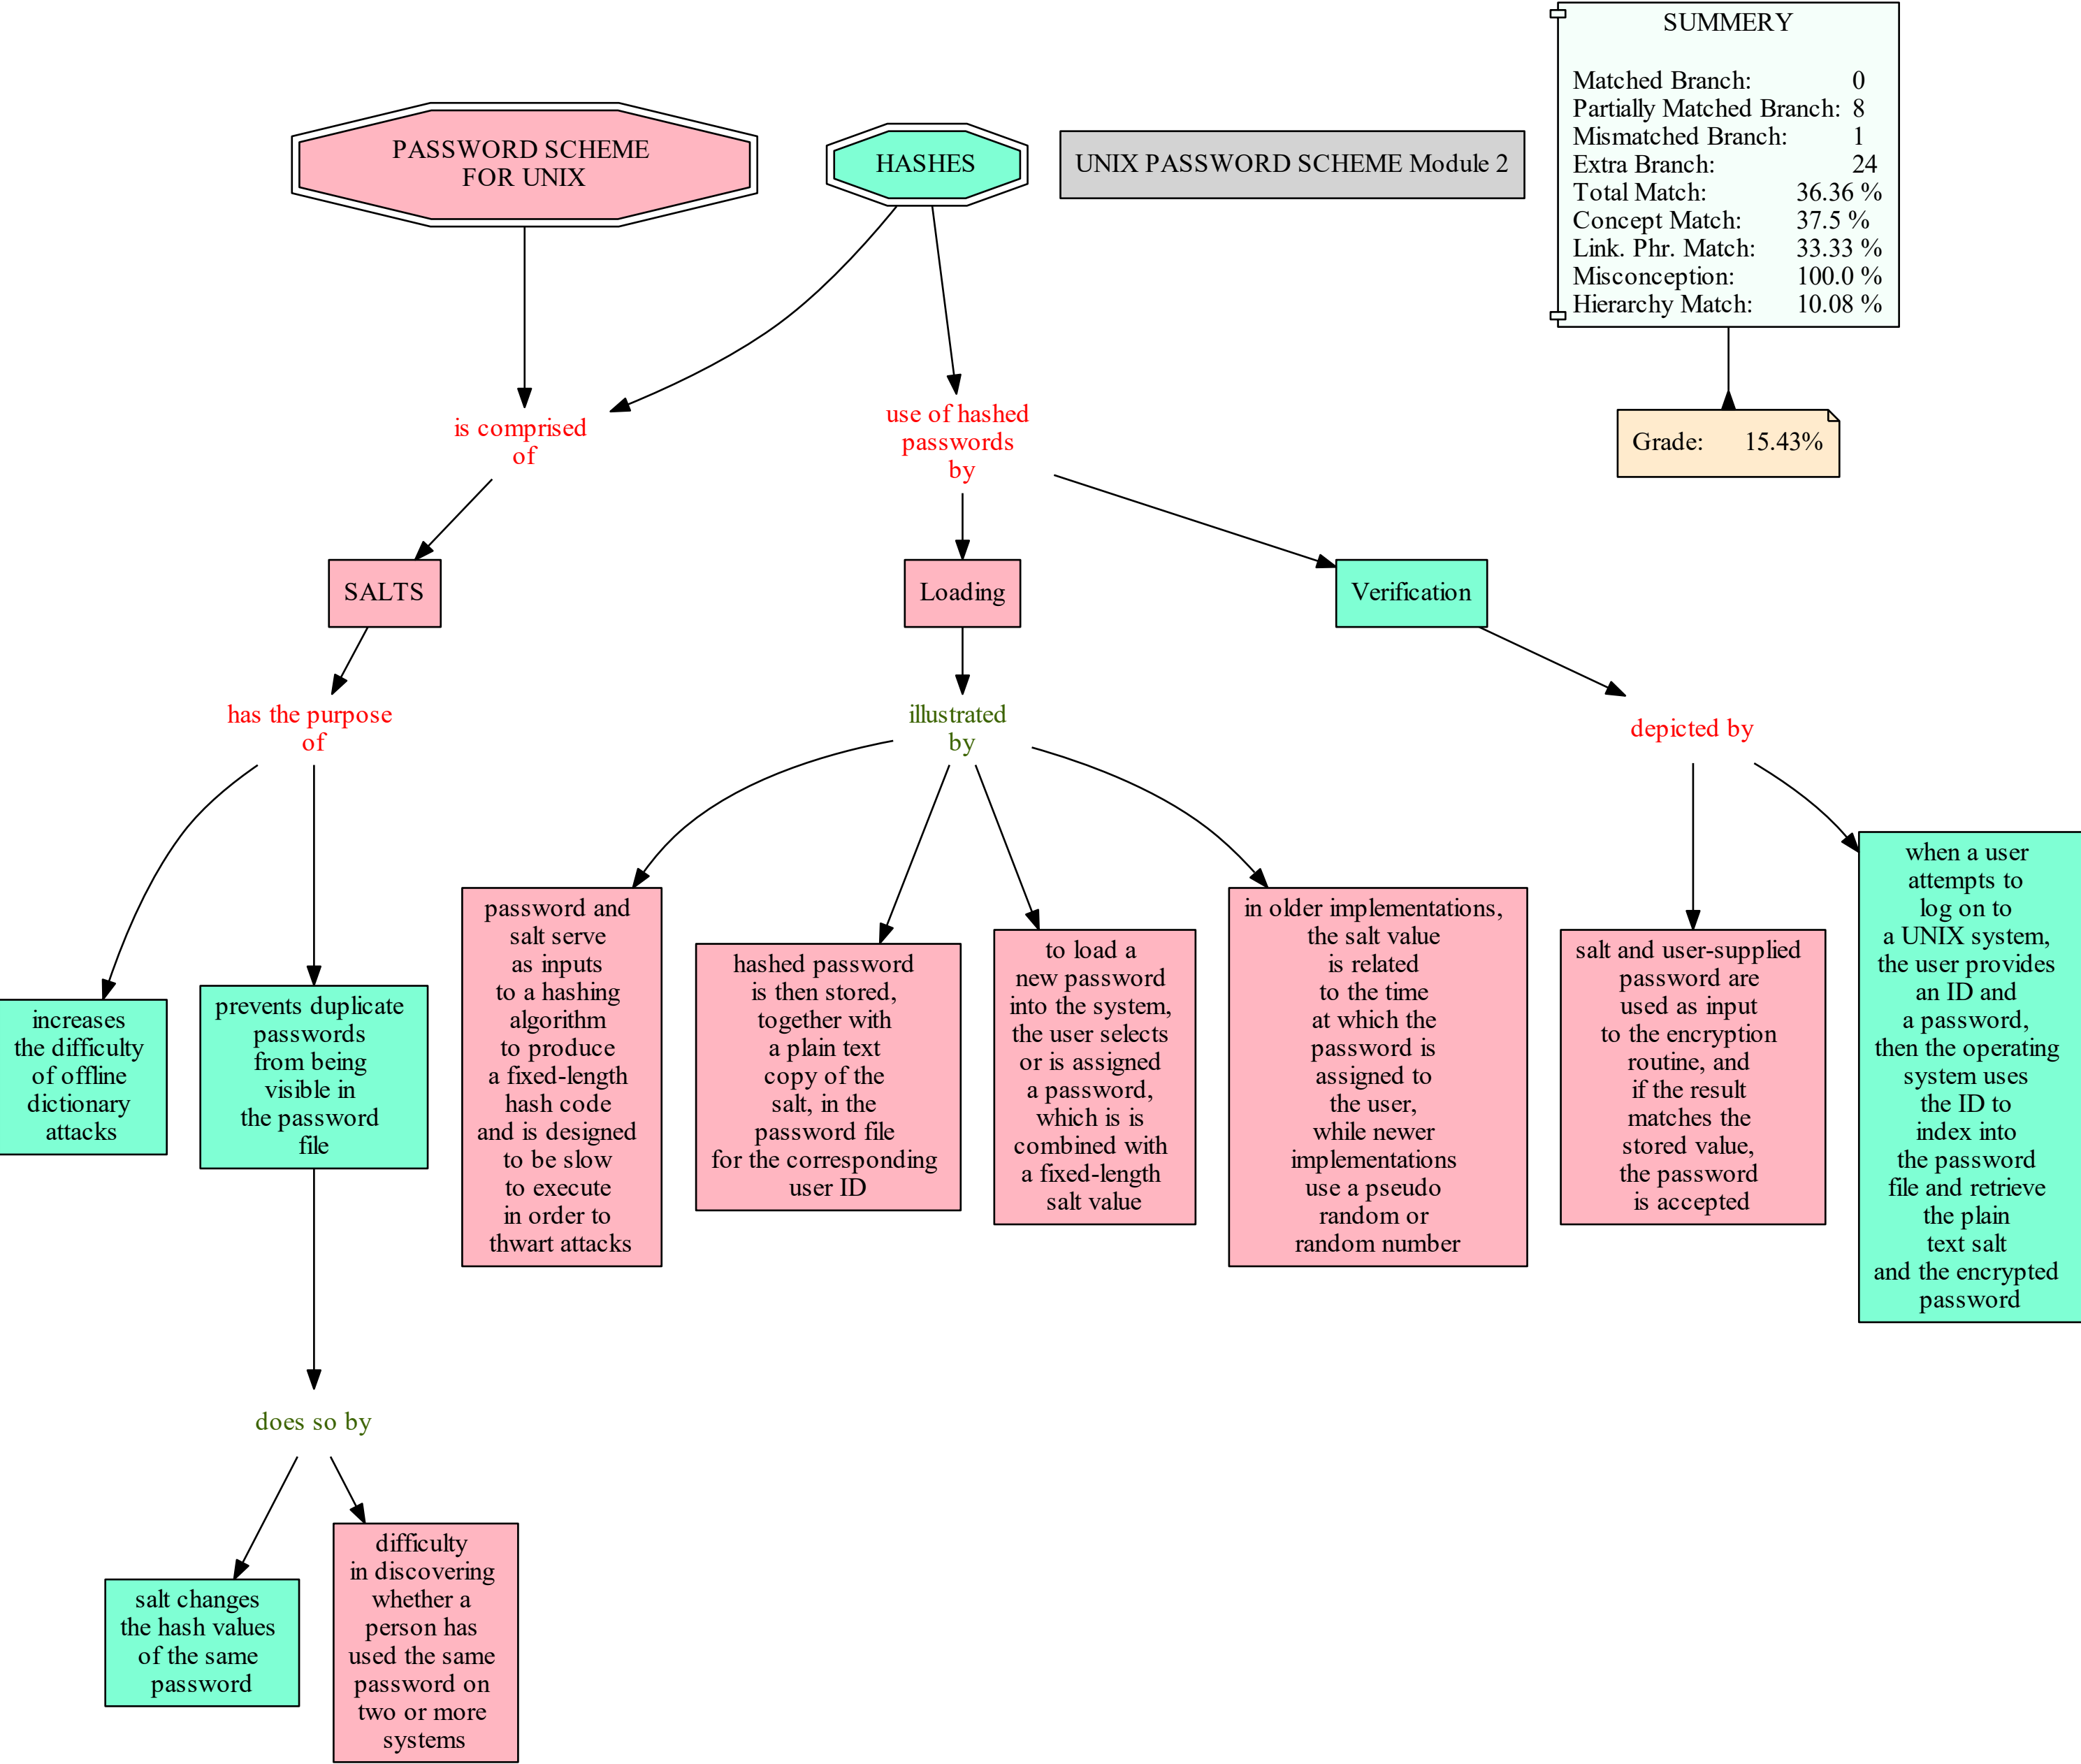 SUMMERY
Matched Branch: 0
Partially Matched Branch: 8
Mismatched Branch: 1
Extra Branch: 24
Total Match: 36.36 %
Concept Match: 37.5 %
Link. Phr. Match: 33.33 %
Misconception: 100.0 %
Hierarchy Match: 10.08 %
PASSWORD SCHEME
FOR UNIX
HASHES
UNIX PASSWORD SCHEME Module 2
is comprised
of
use of hashed
passwords
by
Grade: 15.43%
SALTS
Loading
Verification
has the purpose
of
illustrated
by
depicted by
increases
the difficulty
of offline
dictionary
attacks
prevents duplicate
passwords
from being
visible in
the password
file
password and
salt serve
as inputs
to a hashing
algorithm
to produce
a fixed-length
hash code
and is designed
to be slow
to execute
in order to
thwart attacks
hashed password
is then stored,
together with
a plain text
copy of the
salt, in the
password file
for the corresponding
user ID
to load a
new password
into the system,
the user selects
or is assigned
a password,
which is is
combined with
a fixed-length
salt value
in older implementations,
the salt value
is related
to the time
at which the
password is
assigned to
the user,
while newer
implementations
use a pseudo
random or
random number
salt and user-supplied
password are
used as input
to the encryption
routine, and
if the result
matches the
stored value,
the password
is accepted
when a user
attempts to
log on to
a UNIX system,
the user provides
an ID and
a password,
then the operating
system uses
the ID to
index into
the password
file and retrieve
the plain
text salt
and the encrypted
password
does so by
salt changes
the hash values
of the same
password
difficulty
in discovering
whether a
person has
used the same
password on
two or more
systems